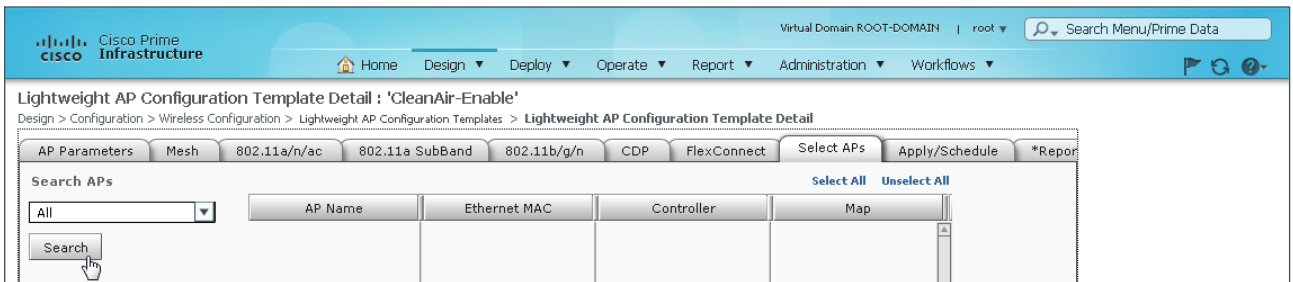 Virtual Domain ROOT-DOMAIN | root ▼ Search Menu/Prime Data
CISCO Cisco Prime
Infrastructure
Home Design ▼ Deploy ▼ Operate ▼ Report ▼ Administration ▼ Workflows ▼
Lightweight AP Configuration Template Detail : 'CleanAir-Enable'
Design > Configuration > Wireless Configuration > Lightweight AP Configuration Templates > Lightweight AP Configuration Template Detail
AP Parameters Mesh 802.11a/n/ac 802.11a SubBand 802.11b/g/n CDP FlexConnect Select APs Apply/Schedule *Repor
Search APs Select All Unselect All
All AP Name Ethernet MAC Controller Map
Search